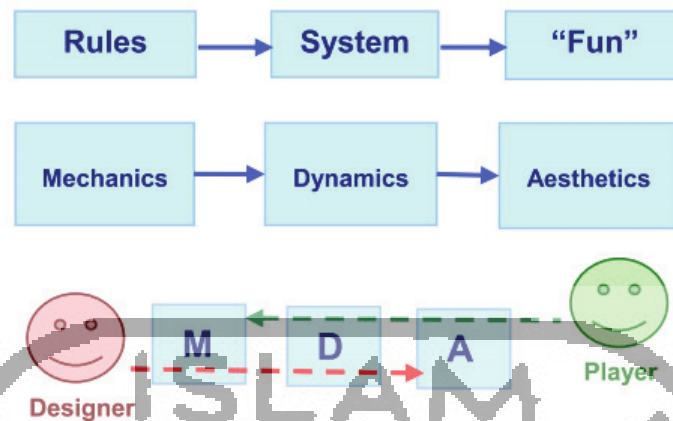 Rules System “Fun”
Mechanics Dynamics Aesthetics
M D A
Player
ISLAM
Designer